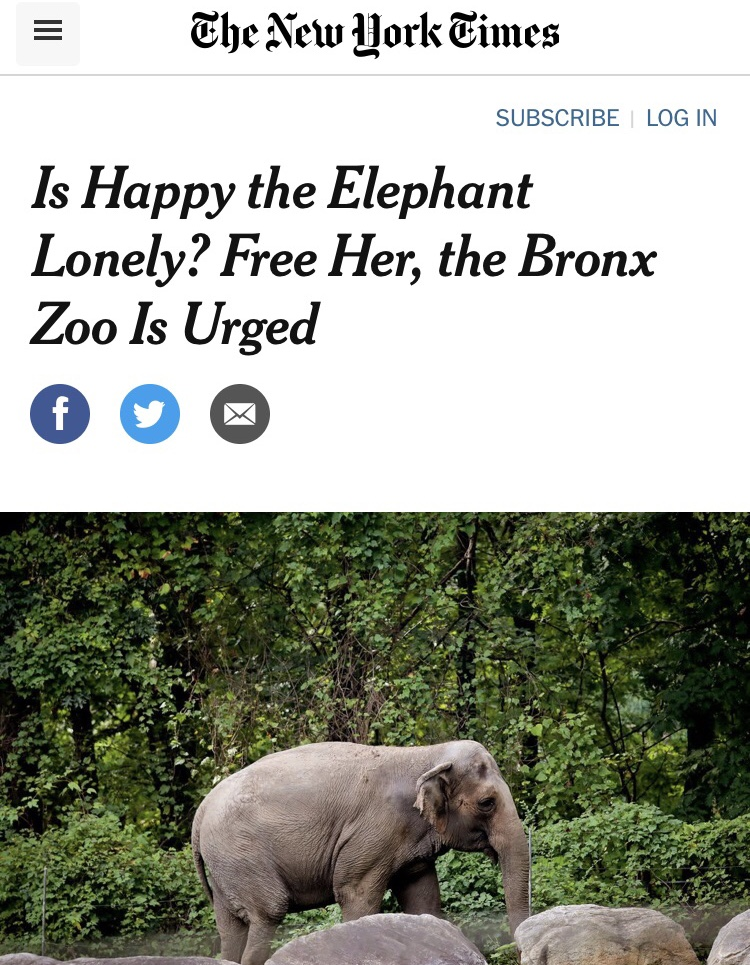 The New York Times
SUBSCRIBE | LOG IN
Is Happy the Elephant
Lonely? Free Her, the Bronx
Zoo Is Urged
f